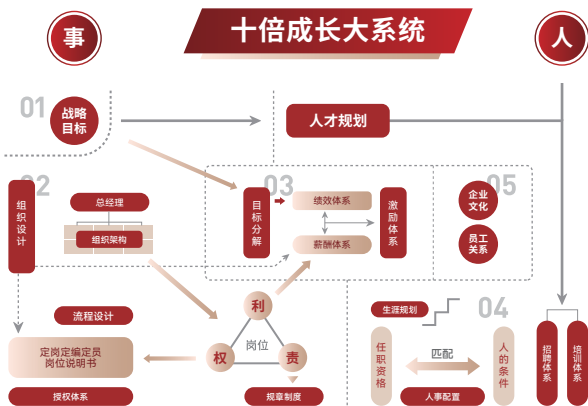 事
十倍成长大系统
人
01
战略
目标
人才规划
02
组织设计
总经理
组织架构
03
目标分解
绩效体系
薪酬体系
激励体系
05
企业
文化
员工
关系
流程设计
定岗定编定员
岗位说明书
授权体系
利
权
岗位
责
规章制度
04
生涯规划
任职资格
匹配
人的条件
人事配置
招聘体系
培训体系